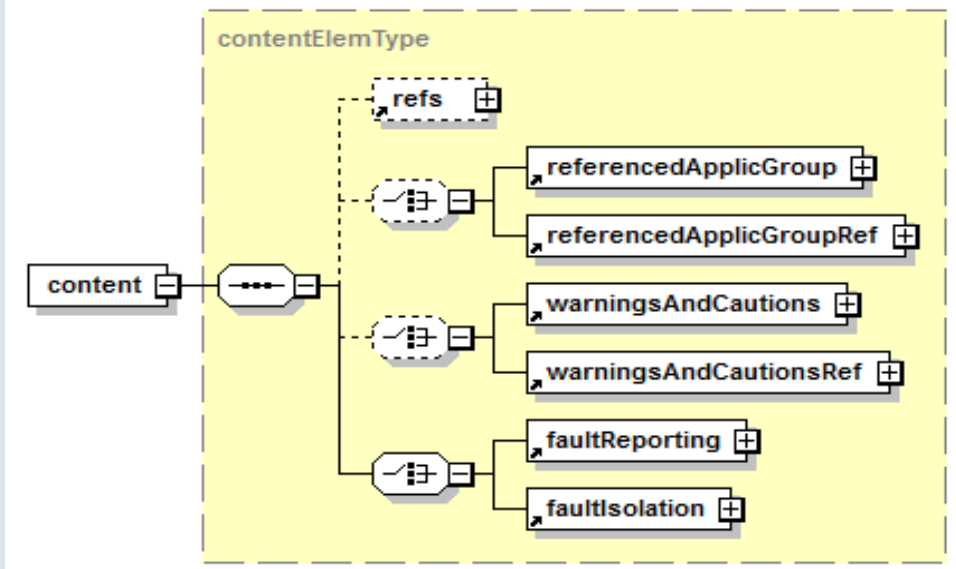 contentElemType
refs
referencedApplicGroup
referencedApplicGroupRef
content
warningsAndCautions
warningsAndCautionsRef
faultReporting
faultIsolation